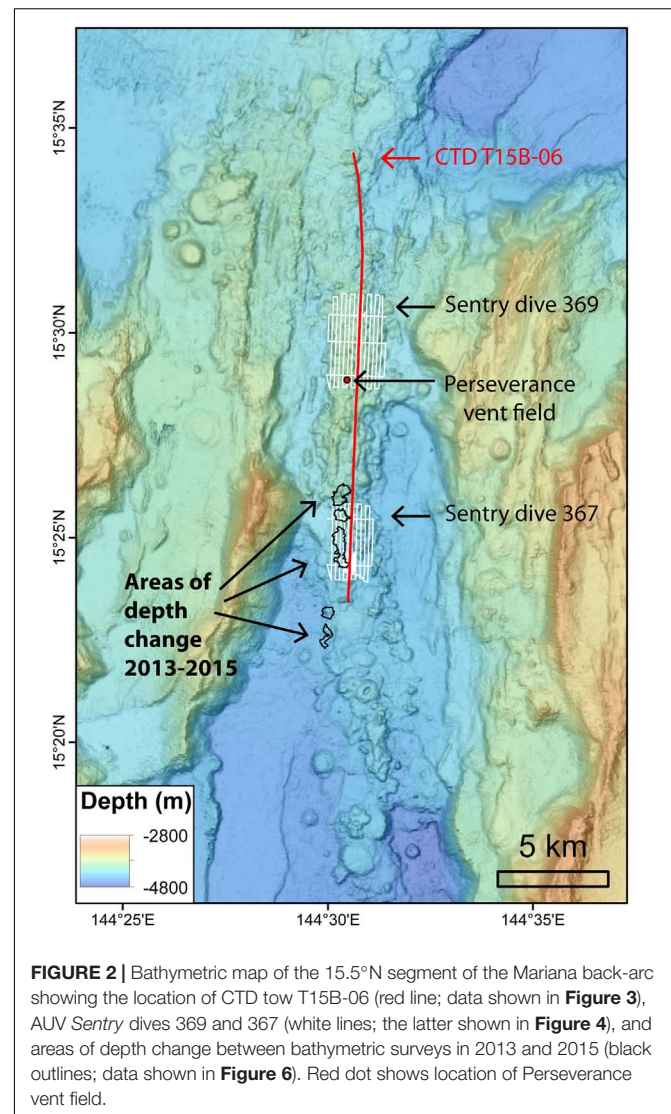 15°35'N
CTD T15B-06
15°30'N
Sentry dive 369
Perseverance
vent field
15°25'N
Sentry dive 367
Areas of
depth
change
2013-2015
15°20'N
Depth (m)
-2800
-4800
5 km
144°25'E
144°30'E
144°35'E
FIGURE 2 | Bathymetric map of the 15.5°N segment of the Mariana back-arc
showing the location of CTD tow T15B-06 (red line; data shown in Figure 3),
AUV Sentry dives 369 and 367 (white lines; the latter shown in Figure 4), and
areas of depth change between bathymetric surveys in 2013 and 2015 (black
outlines; data shown in Figure 6). Red dot shows location of Perseverance
vent field.